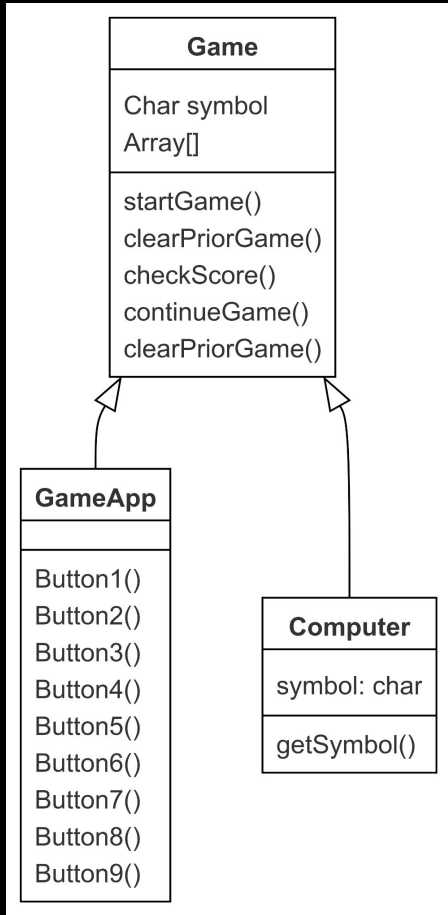 Game
Char symbol
Array[]
startGame()
clearPriorGame()
checkScore()
continueGame()
clearPriorGame()
GameApp
Button1()
Button2()
Button3()
Button4()
Button5()
Button6()
Button7()
Button8()
Button9()
Computer
symbol: char
getSymbol()